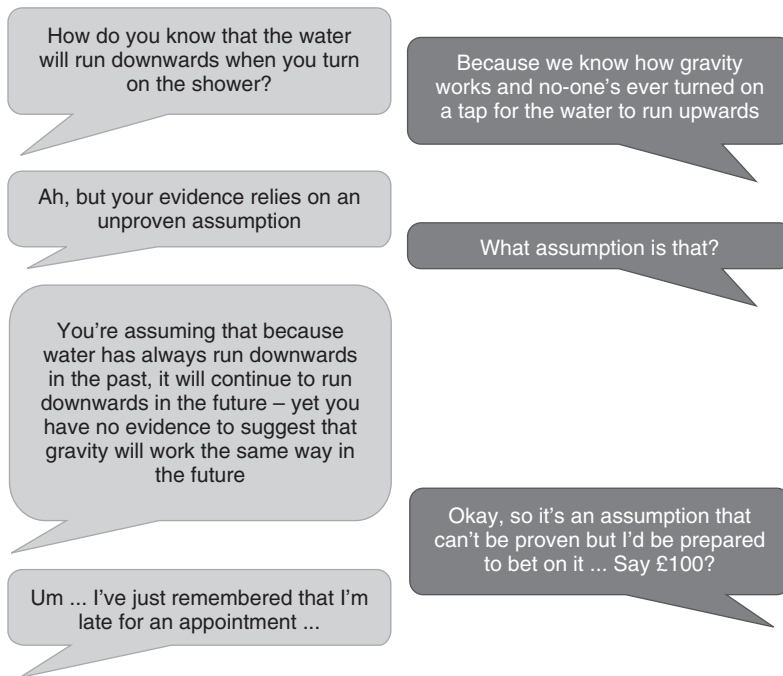 How do you know that the water
will run downwards when you turn
on the shower?
Because we know how gravity
works and no-one’s ever turned on
a tap for the water to run upwards
Ah, but your evidence relies on an
unproven assumption
What assumption is that?
You’re assuming that because
water has always run downwards
in the past, it will continue to run
downwards in the future – yet you
have no evidence to suggest that
gravity will work the same way in
the future
Okay, so it’s an assumption that
can’t be proven but I’d be prepared
to bet on it ... Say £100?
Um ... I’ve just remembered that I’m
late for an appointment ...